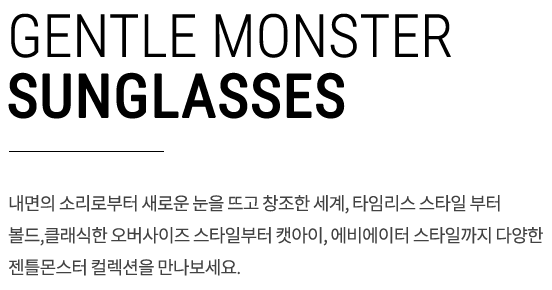 GENTLE MONSTER
SUNGLASSES
내면의 소리로부터 새로운 눈을 뜨고 창조한 세계, 타임리스 스타일 부터
볼드,클래식한 오버사이즈 스타일부터 캣아이, 에비에이터 스타일까지 다양한
젠틀몬스터 컬렉션을 만나보세요.